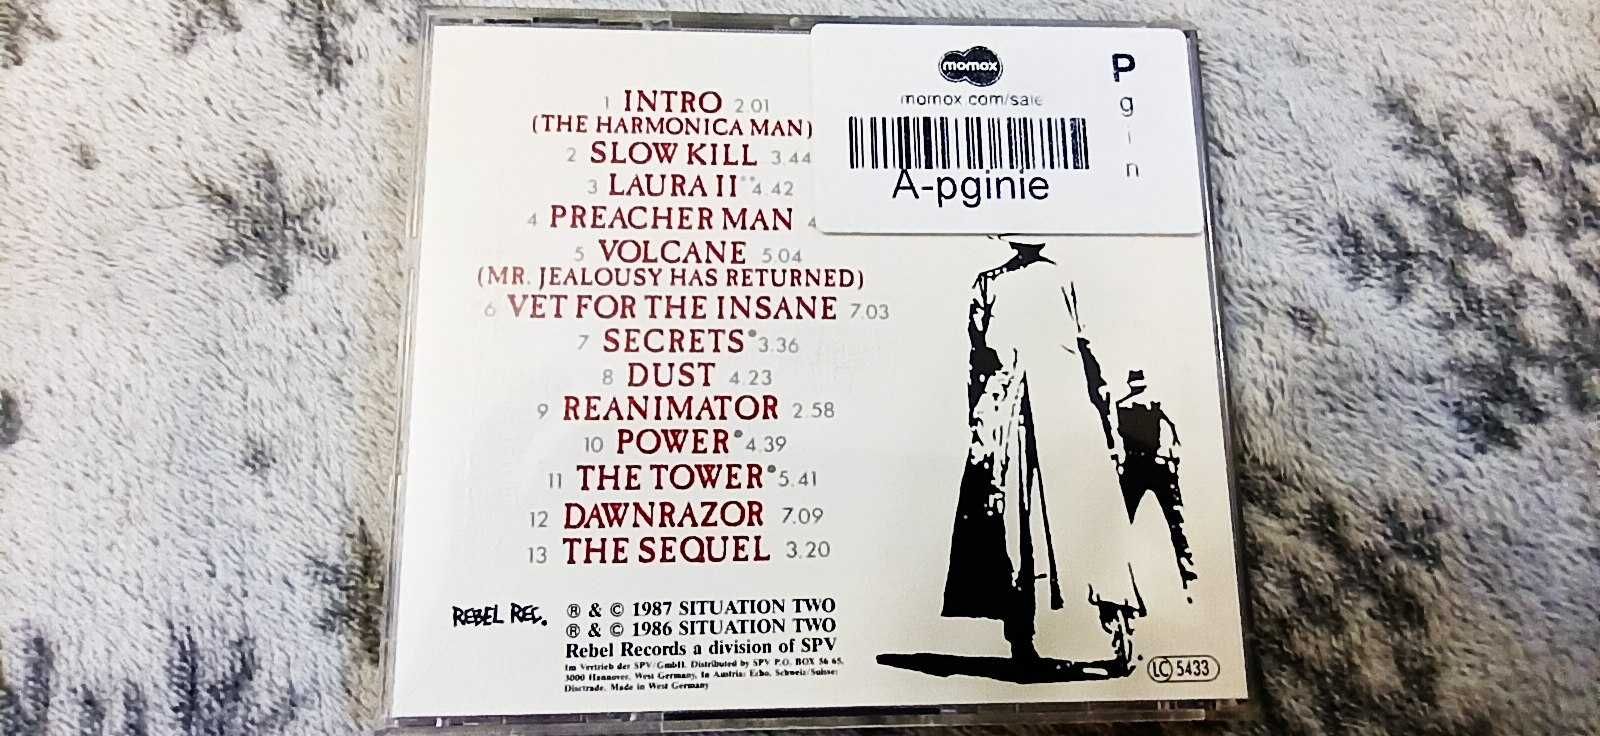 1 INTRO 2.01
(THE HARMONICA MAN)
2 SLOW KILL 3.44
3 LAURA II** 4.42
4 PREACHER MAN 4
5 VOLCANE 5.04
(MR. JEALOUSY HAS RETURNED)
6 VET FOR THE INSANE 7.03
7 SECRETS* 3.36
8 DUST 4.23
9 REANIMATOR 2.58
10 POWER* 4.39
11 THE TOWER* 5.41
12 DAWNRAZOR 7.09
13 THE SEQUEL 3.20
momox
momox.com/sale
A-pginie
P
g
i
n
REBEL REC.
℗ & © 1987 SITUATION TWO
℗ & © 1986 SITUATION TWO
Rebel Records a division of SPV
Im Vertrieb der SPV GmbH. Distributed by SPV P.O. BOX 56 65,
3000 Hannover, West Germany, In Austria: Echo, Schweiz/Suisse:
Disctrade. Made in West Germany
LC 5433